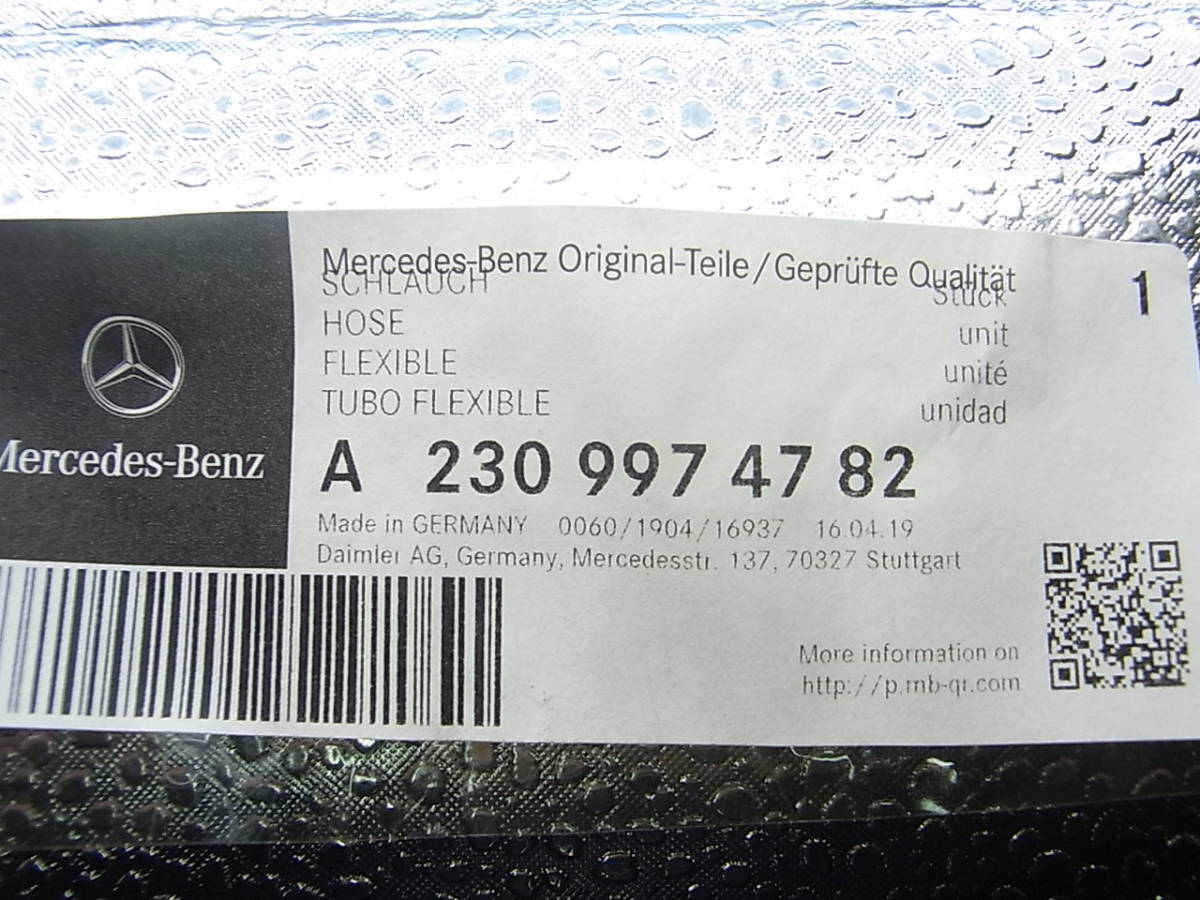 Mercedes-Benz Original-Teile/Geprüfte Qualität
SCHLAUCH Stück 1
HOSE unit
FLEXIBLE unité
TUBO FLEXIBLE unidad
Mercedes-Benz
A 230 997 47 82
Made in GERMANY 0060/1904/16937 16.04.19
Daimler AG, Germany, Mercedesstr. 137, 70327 Stuttgart
More information on
http://p.mb-qr.com